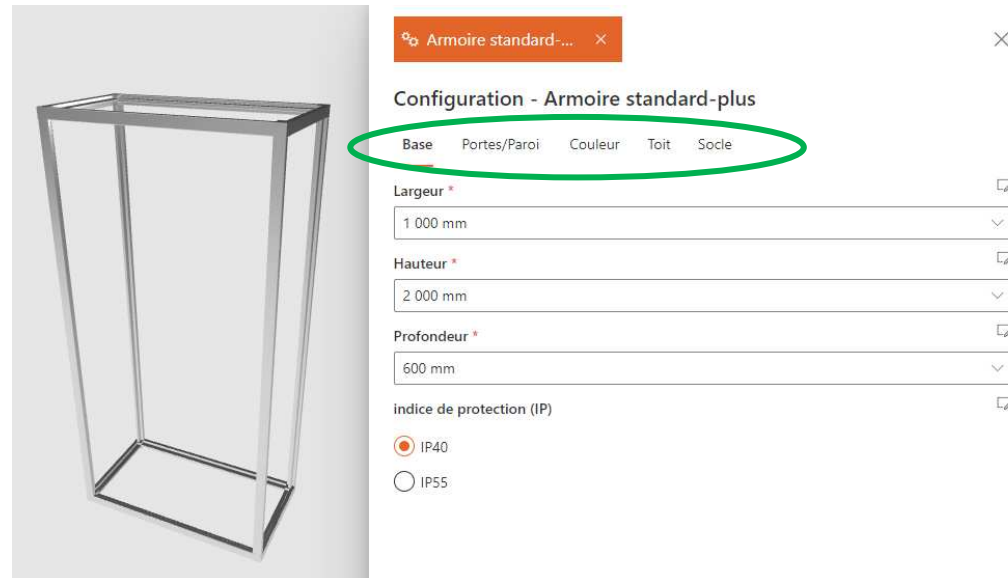 Armoire standard-...
Configuration - Armoire standard-plus
Base Portes/Paroi Couleur Toit Socle
Largeur *
1 000 mm
Hauteur *
2 000 mm
Profondeur *
600 mm
indice de protection (IP)
IP40
IP55